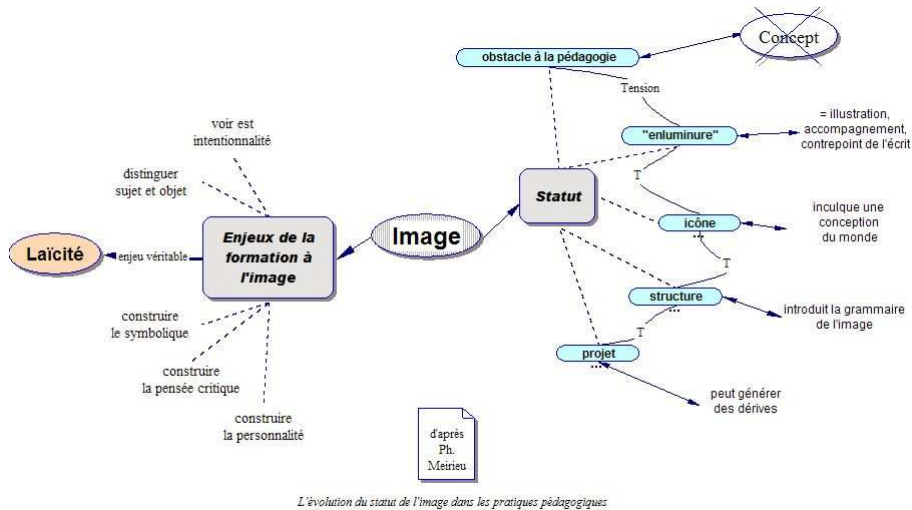 Concept
obstacle à la pédagogie
Tension
"enluminure"
= illustration,
accompagnement,
contrepoint de l'écrit
T
voir est
intentionnalité
distinguer
sujet et objet
Statut
icône
...
inculque une
conception
du monde
Image
Enjeux de la
formation à
l'image
enjeu véritable
Laïcité
T
structure
...
introduit la grammaire
de l'image
construire
le symbolique
T
projet
...
construire
la pensée critique
peut générer
des dérives
construire
la personnalité
d'après
Ph.
Meirieu
L'évolution du statut de l'image dans les pratiques pédagogiques